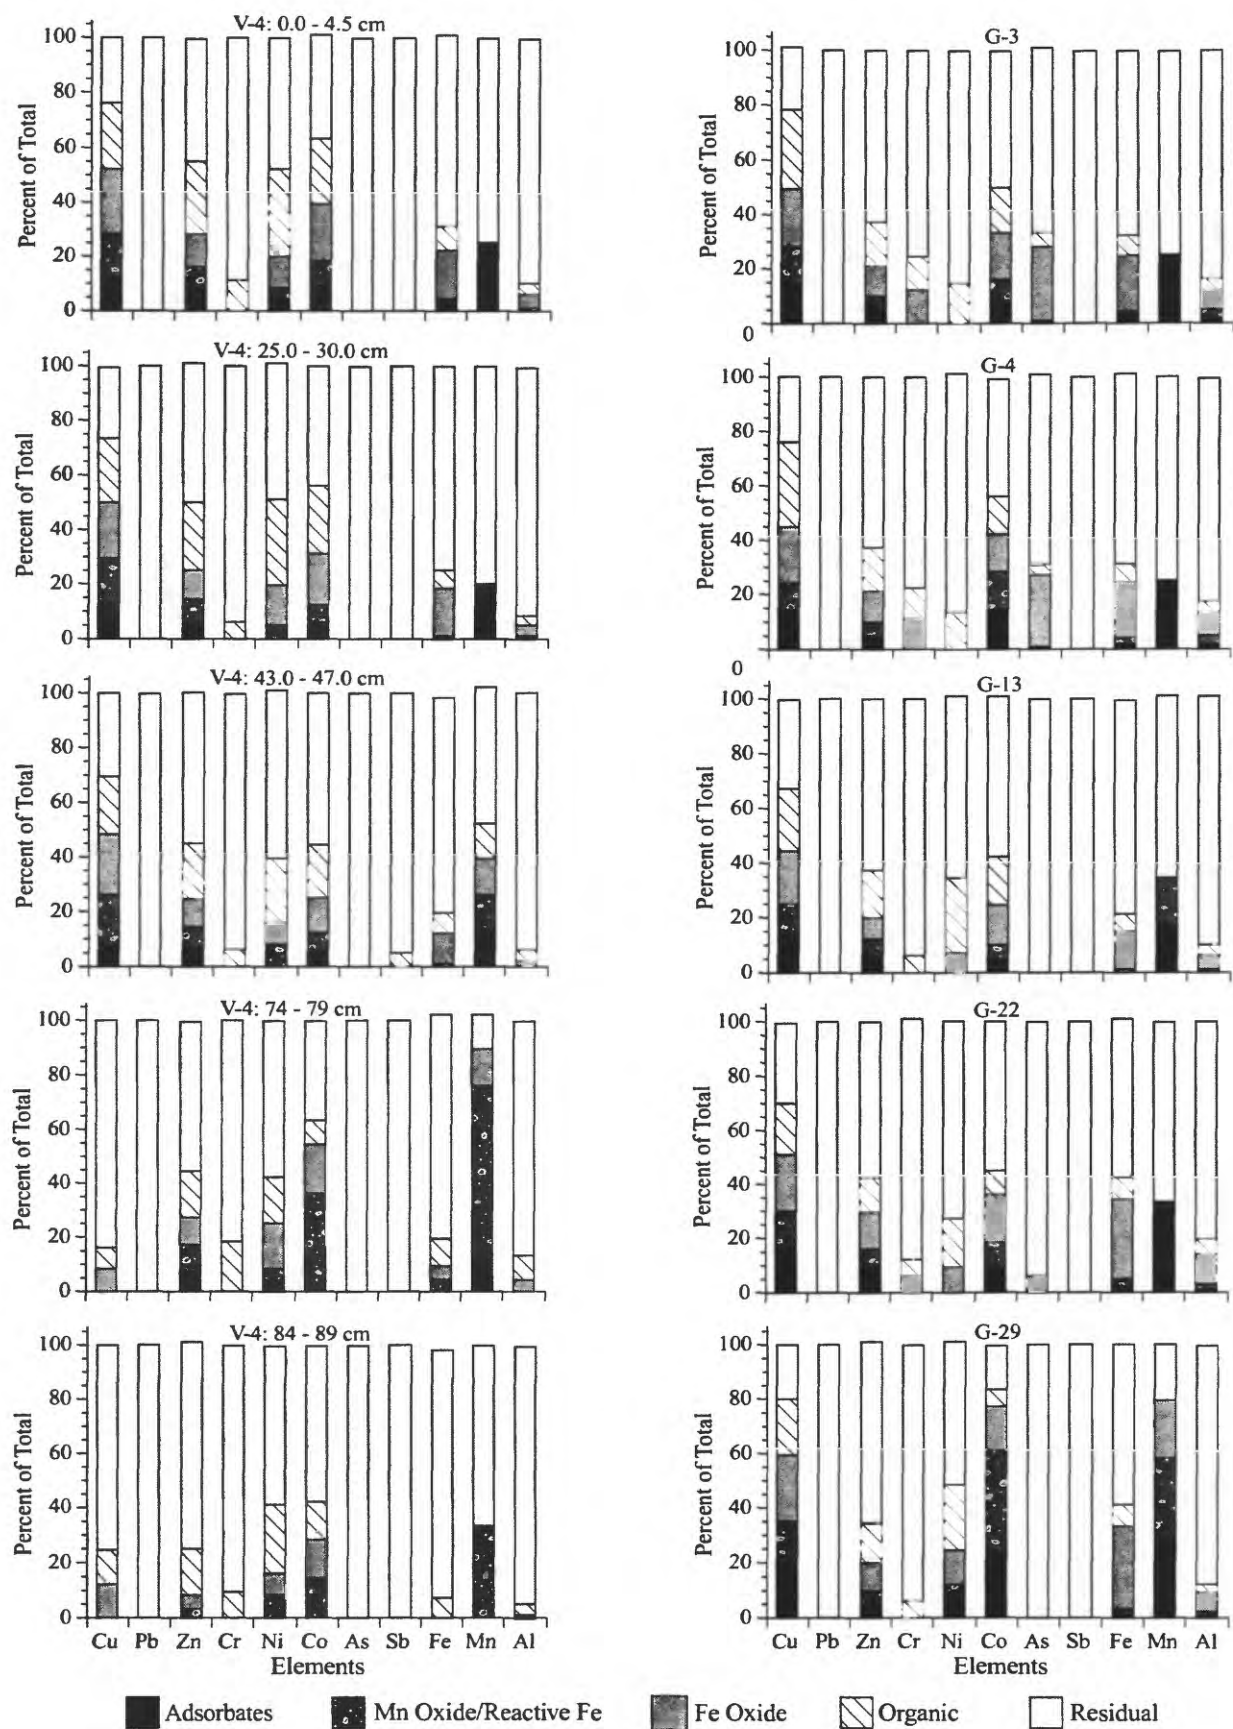 V-4: 0.0 - 4.5 cm
Percent of Total
100
80
60
40
20
0
V-4: 25.0 - 30.0 cm
Percent of Total
100
80
60
40
20
0
V-4: 43.0 - 47.0 cm
Percent of Total
100
80
60
40
20
0
V-4: 74 - 79 cm
Percent of Total
100
80
60
40
20
0
V-4: 84 - 89 cm
Percent of Total
100
80
60
40
20
0
Cu Pb Zn Cr Ni Co As Sb Fe Mn Al
Elements
G-3
Percent of Total
100
80
60
40
20
0
G-4
Percent of Total
100
80
60
40
20
0
G-13
Percent of Total
100
80
60
40
20
0
G-22
Percent of Total
100
80
60
40
20
0
G-29
Percent of Total
100
80
60
40
20
0
Cu Pb Zn Cr Ni Co As Sb Fe Mn Al
Elements
Adsorbates Mn Oxide/Reactive Fe Fe Oxide Organic Residual